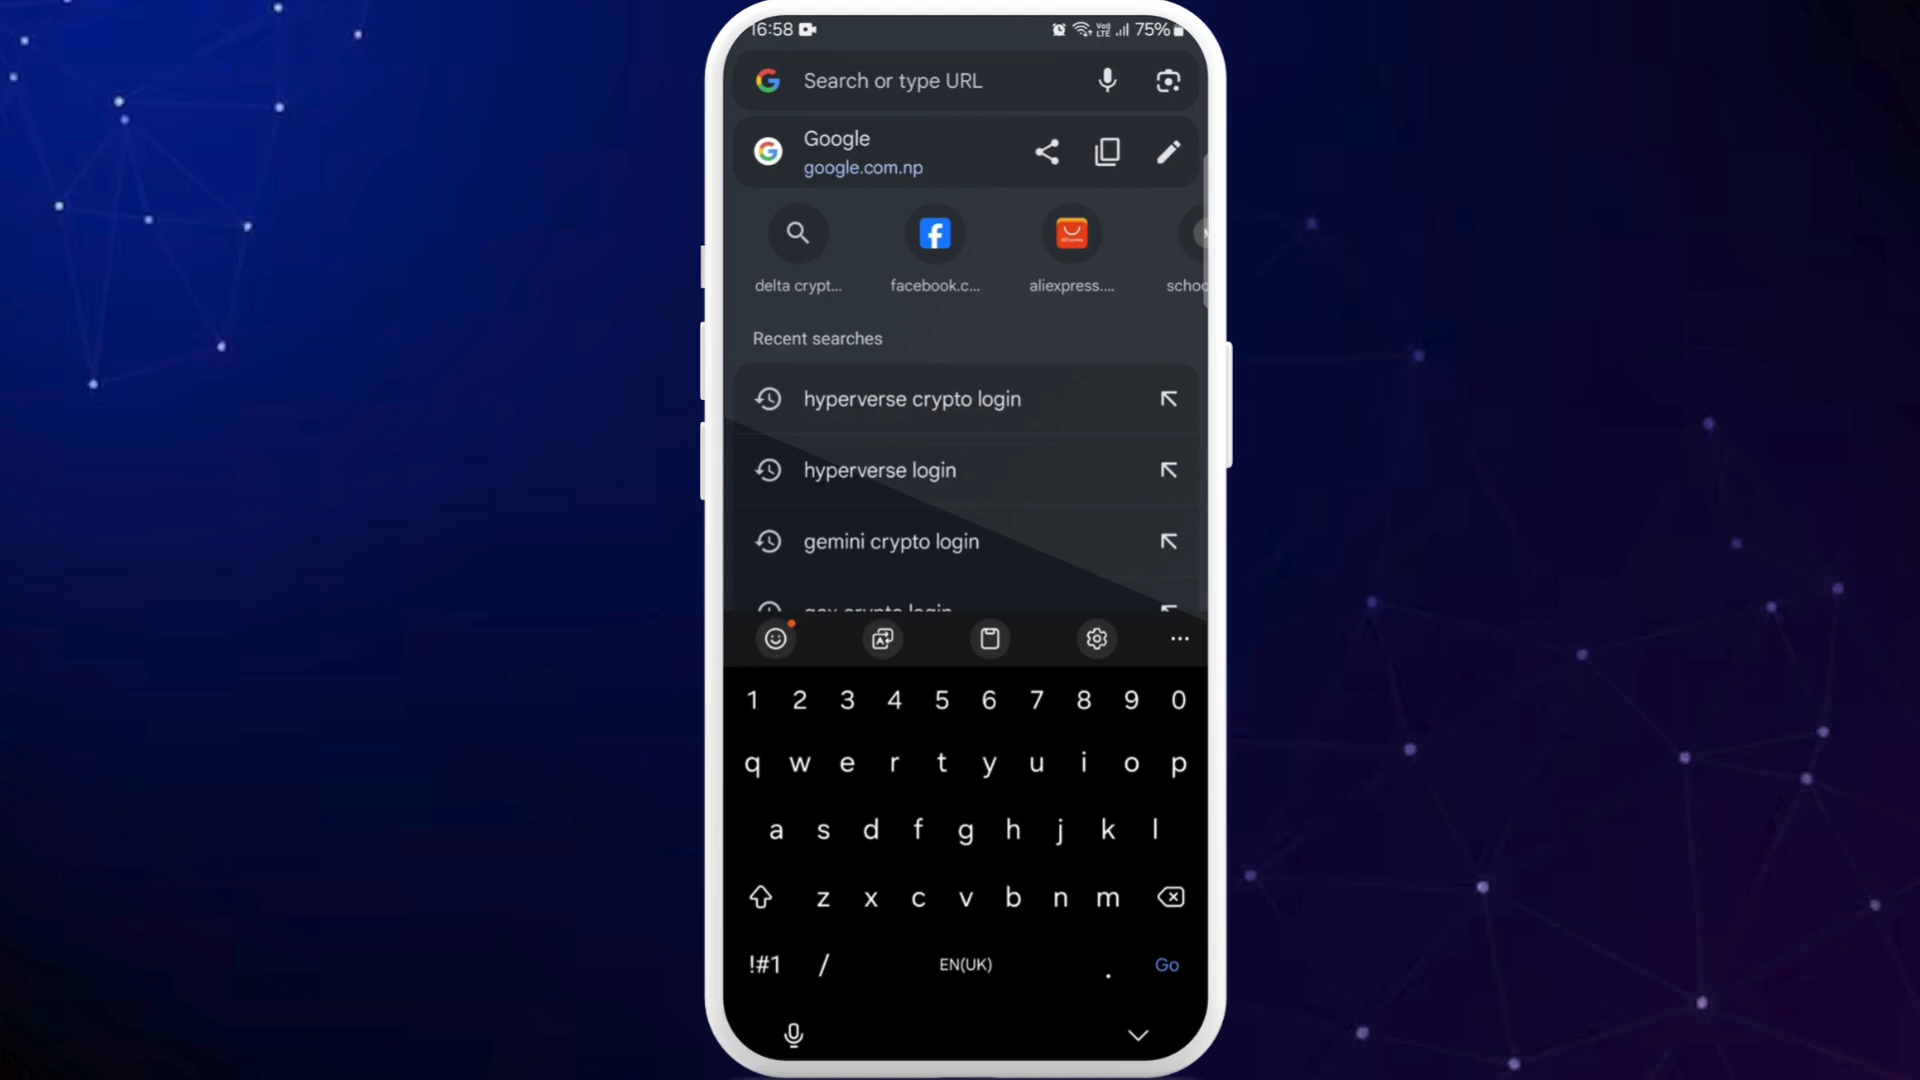 16:58 75%
Search or type URL
Google
google.com.np
delta crypt... facebook.c... aliexpress.... schoo
Recent searches
hyperverse crypto login
hyperverse login
gemini crypto login
1 2 3 4 5 6 7 8 9 0
q w e r t y u i o p
a s d f g h j k l
z x c v b n m
!#1 / EN(UK) . Go